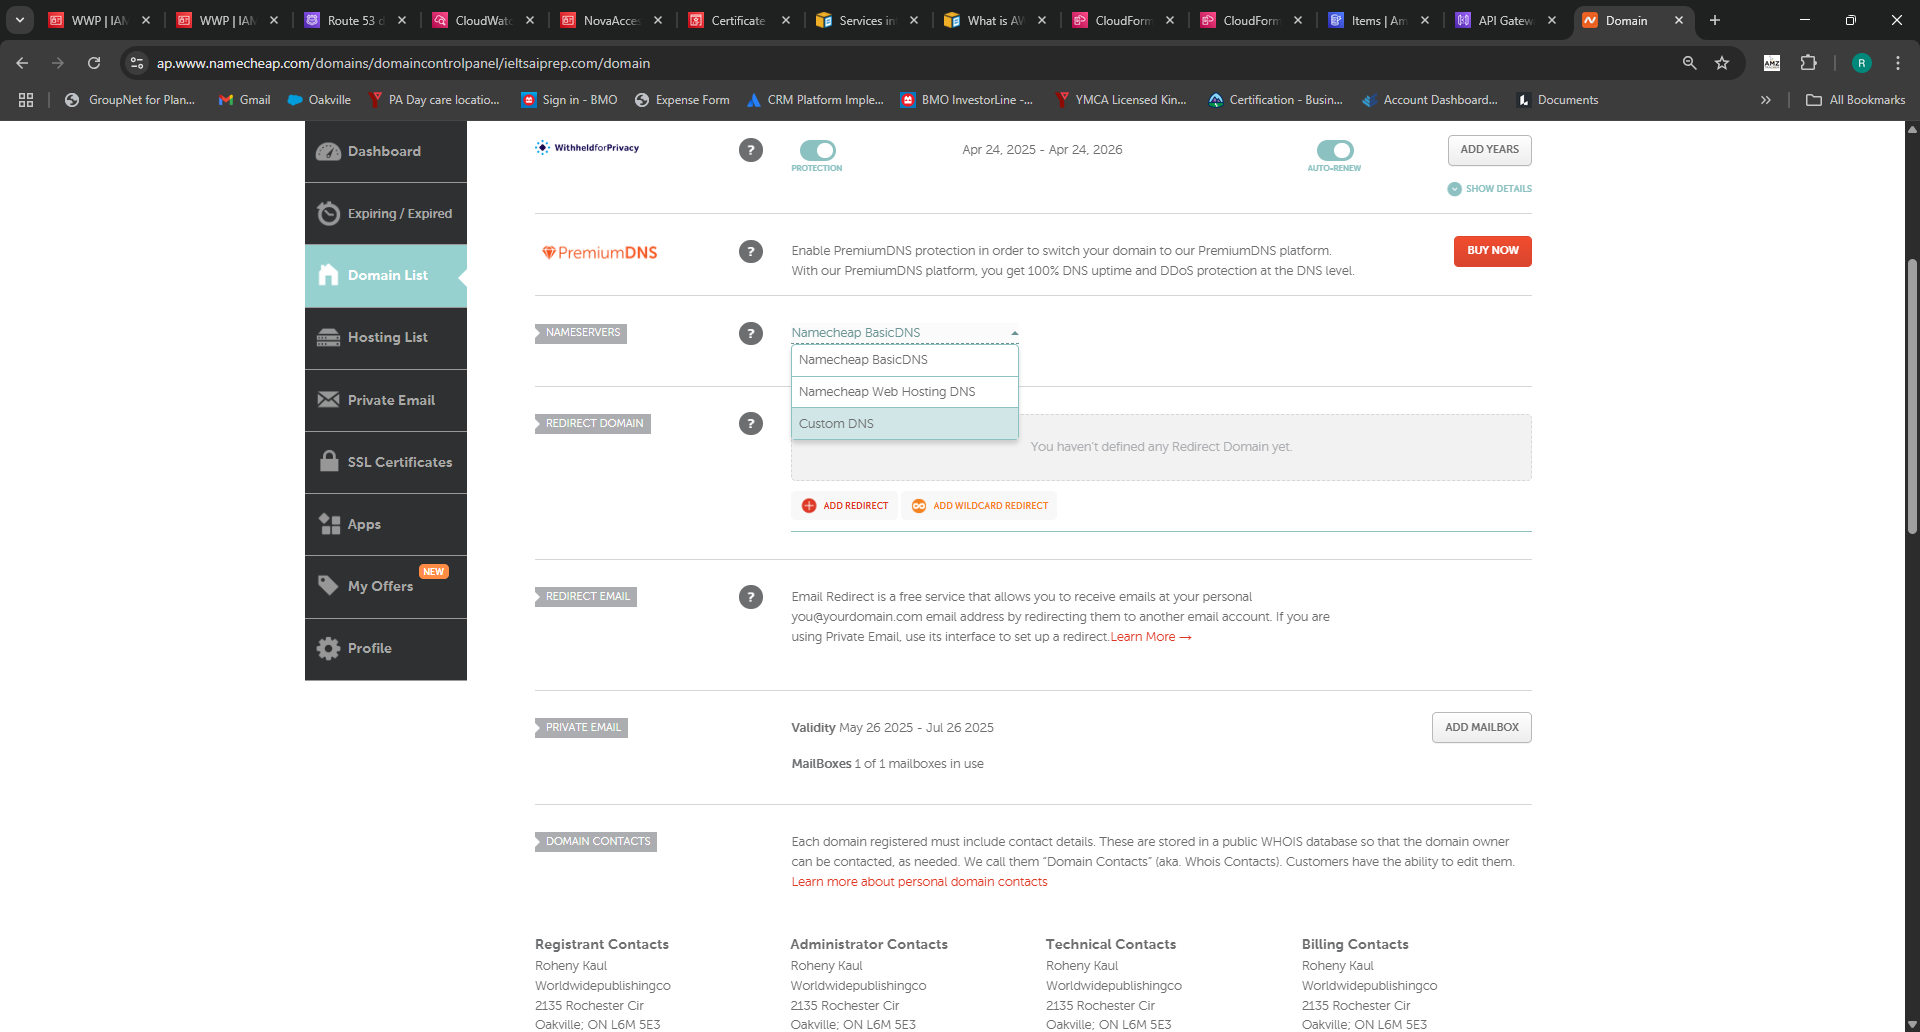 WWP | IAM
WWP | IAM
Route 53 d
CloudWatc
NovaAcces
Certificate
Services in
What is AW
CloudForm
CloudForm
Items | Am
API Gatew
Domain
ap.www.namecheap.com/domains/domaincontrolpanel/ieltsaiprep.com/domain
AMZ
R
GroupNet for Plan...
Gmail
Oakville
PA Day care locatio...
Sign in - BMO
Expense Form
CRM Platform Imple...
BMO InvestorLine -...
YMCA Licensed Kin...
Certification - Busin...
Account Dashboard...
Documents
All Bookmarks
Dashboard
Expiring / Expired
Domain List
Hosting List
Private Email
SSL Certificates
Apps
NEW
My Offers
Profile
WithheldforPrivacy
?
PROTECTION
Apr 24, 2025 - Apr 24, 2026
AUTO-RENEW
ADD YEARS
SHOW DETAILS
PremiumDNS
?
Enable PremiumDNS protection in order to switch your domain to our PremiumDNS platform.
With our PremiumDNS platform, you get 100% DNS uptime and DDoS protection at the DNS level.
BUY NOW
NAMESERVERS
?
Namecheap BasicDNS
Namecheap BasicDNS
Namecheap Web Hosting DNS
Custom DNS
REDIRECT DOMAIN
?
You haven't defined any Redirect Domain yet.
ADD REDIRECT
ADD WILDCARD REDIRECT
REDIRECT EMAIL
?
Email Redirect is a free service that allows you to receive emails at your personal
you@yourdomain.com email address by redirecting them to another email account. If you are
using Private Email, use its interface to set up a redirect.Learn More →
PRIVATE EMAIL
Validity May 26 2025 - Jul 26 2025
ADD MAILBOX
MailBoxes 1 of 1 mailboxes in use
DOMAIN CONTACTS
Each domain registered must include contact details. These are stored in a public WHOIS database so that the domain owner
can be contacted, as needed. We call them "Domain Contacts" (aka. Whois Contacts). Customers have the ability to edit them.
Learn more about personal domain contacts
Registrant Contacts
Roheny Kaul
Worldwidepublishingco
2135 Rochester Cir
Oakville; ON L6M 5E3
Administrator Contacts
Roheny Kaul
Worldwidepublishingco
2135 Rochester Cir
Oakville; ON L6M 5E3
Technical Contacts
Roheny Kaul
Worldwidepublishingco
2135 Rochester Cir
Oakville; ON L6M 5E3
Billing Contacts
Roheny Kaul
Worldwidepublishingco
2135 Rochester Cir
Oakville; ON L6M 5E3